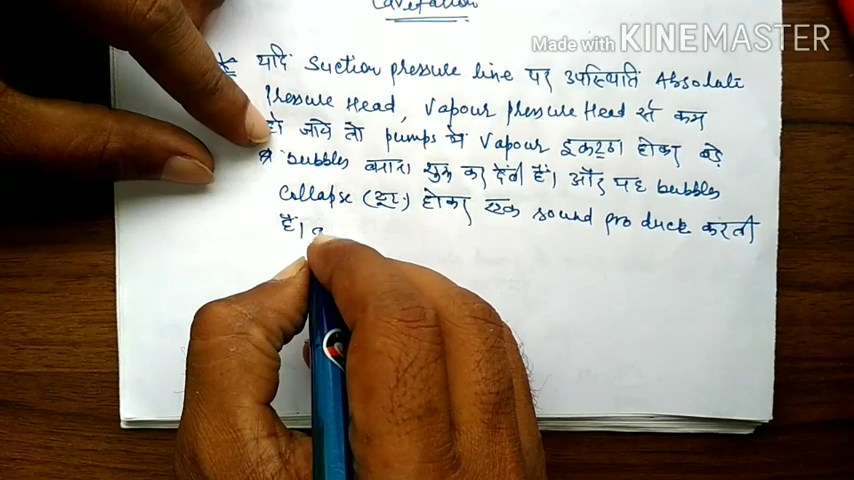 Cavitation
Made with KINEMASTER
* यदि Suction pressure line पर उपस्थिति Absolute
Pressure Head, Vapour pressure Head से कम
हो जाये तो pumps में Vapour इकट्ठा होकर बड़े
bubbles बनाना शुरू कर देती हैं। और यह bubbles
Collapse (टूट) होकर एक sound produck करती
हैं।